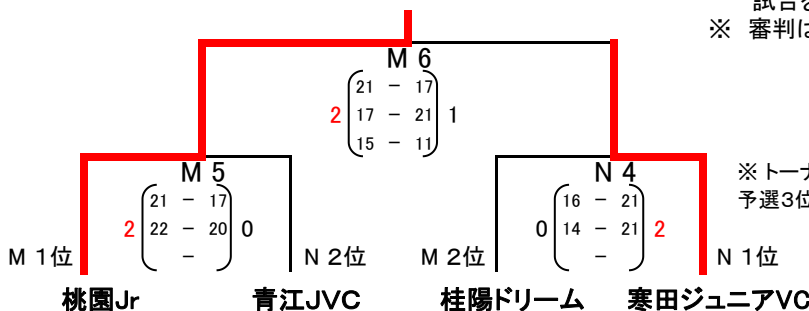 試合
※ 審判は
M 6
21 - 17
2 17 - 21 1
15 - 11
M 5
21 - 17
2 22 - 20 0
-
N 4
16 - 21
0 14 - 21 2
-
※トーナ
予選3位
M 1位
N 2位
M 2位
N 1位
桃園Jr
青江JVC
桂陽ドリーム
寒田ジュニアVC